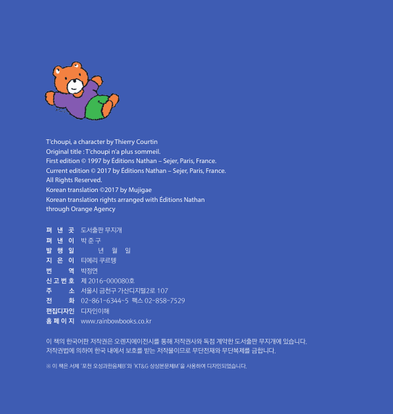 T'choupi, a character by Thierry Courtin
Original title : T'choupi n'a plus sommeil.
First edition © 1997 by Éditions Nathan – Sejer, Paris, France.
Current edition © 2017 by Éditions Nathan – Sejer, Paris, France.
All Rights Reserved.
Korean translation ©2017 by Mujigae
Korean translation rights arranged with Éditions Nathan
through Orange Agency
펴 낸 곳 도서출판 무지개
펴 낸 이 박 준 구
발 행 일 년 월 일
지 은 이 티에리 쿠르탱
번 역 박정연
신 고 번 호 제 2016-000080호
주 소 서울시 금천구 가산디지털2로 107
전 화 02-861-6344~5 팩스 02-858-7529
편집디자인 디자인이래
홈 페 이 지 www.rainbowbooks.co.kr
이 책의 한국어판 저작권은 오렌지에이전시를 통해 저작권사와 독점 계약한 도서출판 무지개에 있습니다.
저작권법에 의하여 한국 내에서 보호를 받는 저작물이므로 무단전재와 무단복제를 금합니다.
※ 이 책은 서체 '포천 오성과한음체B'와 'KT&G 상상본문체M'을 사용하여 디자인되었습니다.